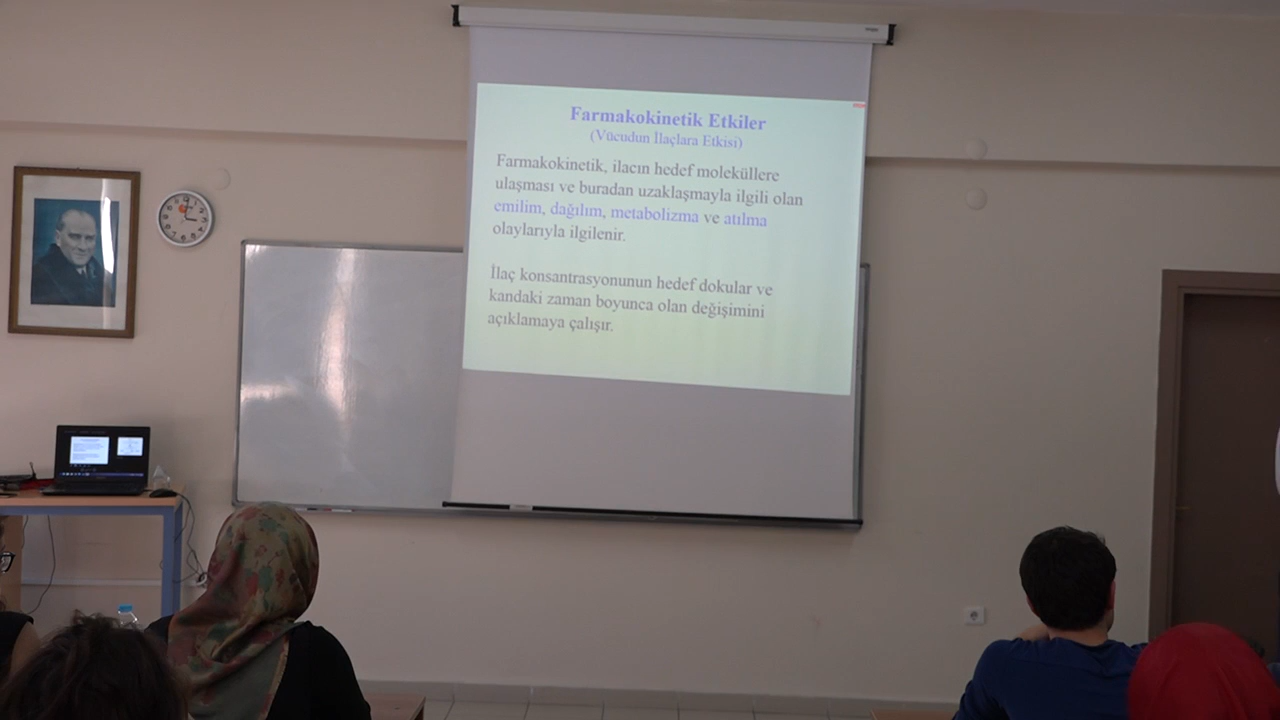 Farmakokinetik Etkiler
(Vücudun İlaçlara Etkisi)
Farmakokinetik, ilacın hedef moleküllere
ulaşması ve buradan uzaklaşmayla ilgili olan
emilim, dağılım, metabolizma ve atılma
olaylarıyla ilgilenir.
İlaç konsantrasyonunun hedef dokular ve
kandaki zaman boyunca olan değişimini
açıklamaya çalışır.